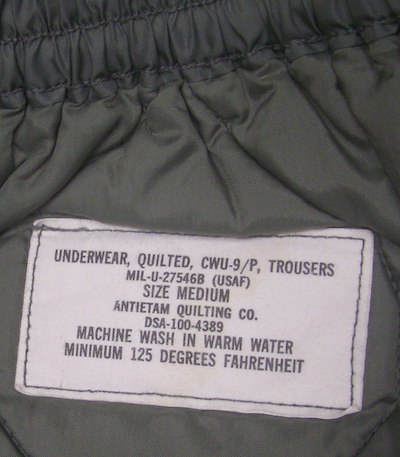 UNDERWEAR, QUILTED, CWU-9/P, TROUSERS
MIL-U-27546B (USAF)
SIZE MEDIUM
ANTIETAM QUILTING CO.
DSA-100-4389
MACHINE WASH IN WARM WATER
MINIMUM 125 DEGREES FAHRENHEIT